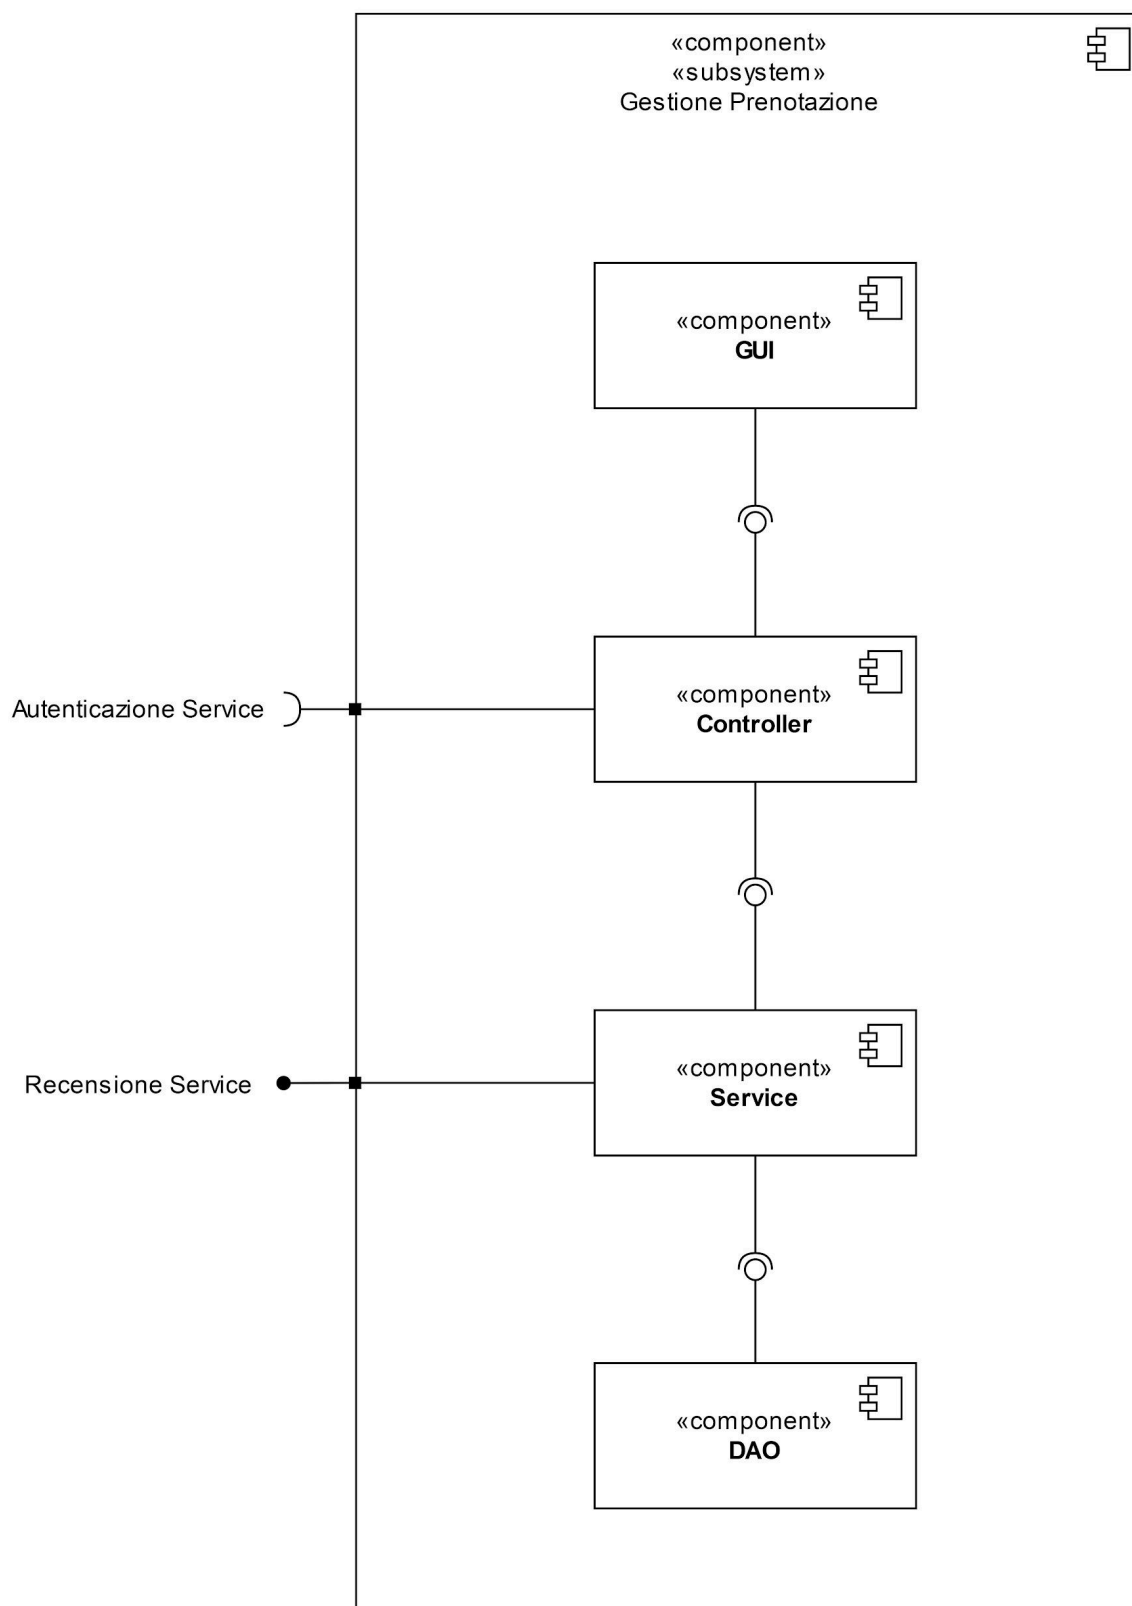 «component»
«subsystem»
Gestione Prenotazione
«component»
GUI
Autenticazione Service
«component»
Controller
Recensione Service
«component»
Service
«component»
DAO